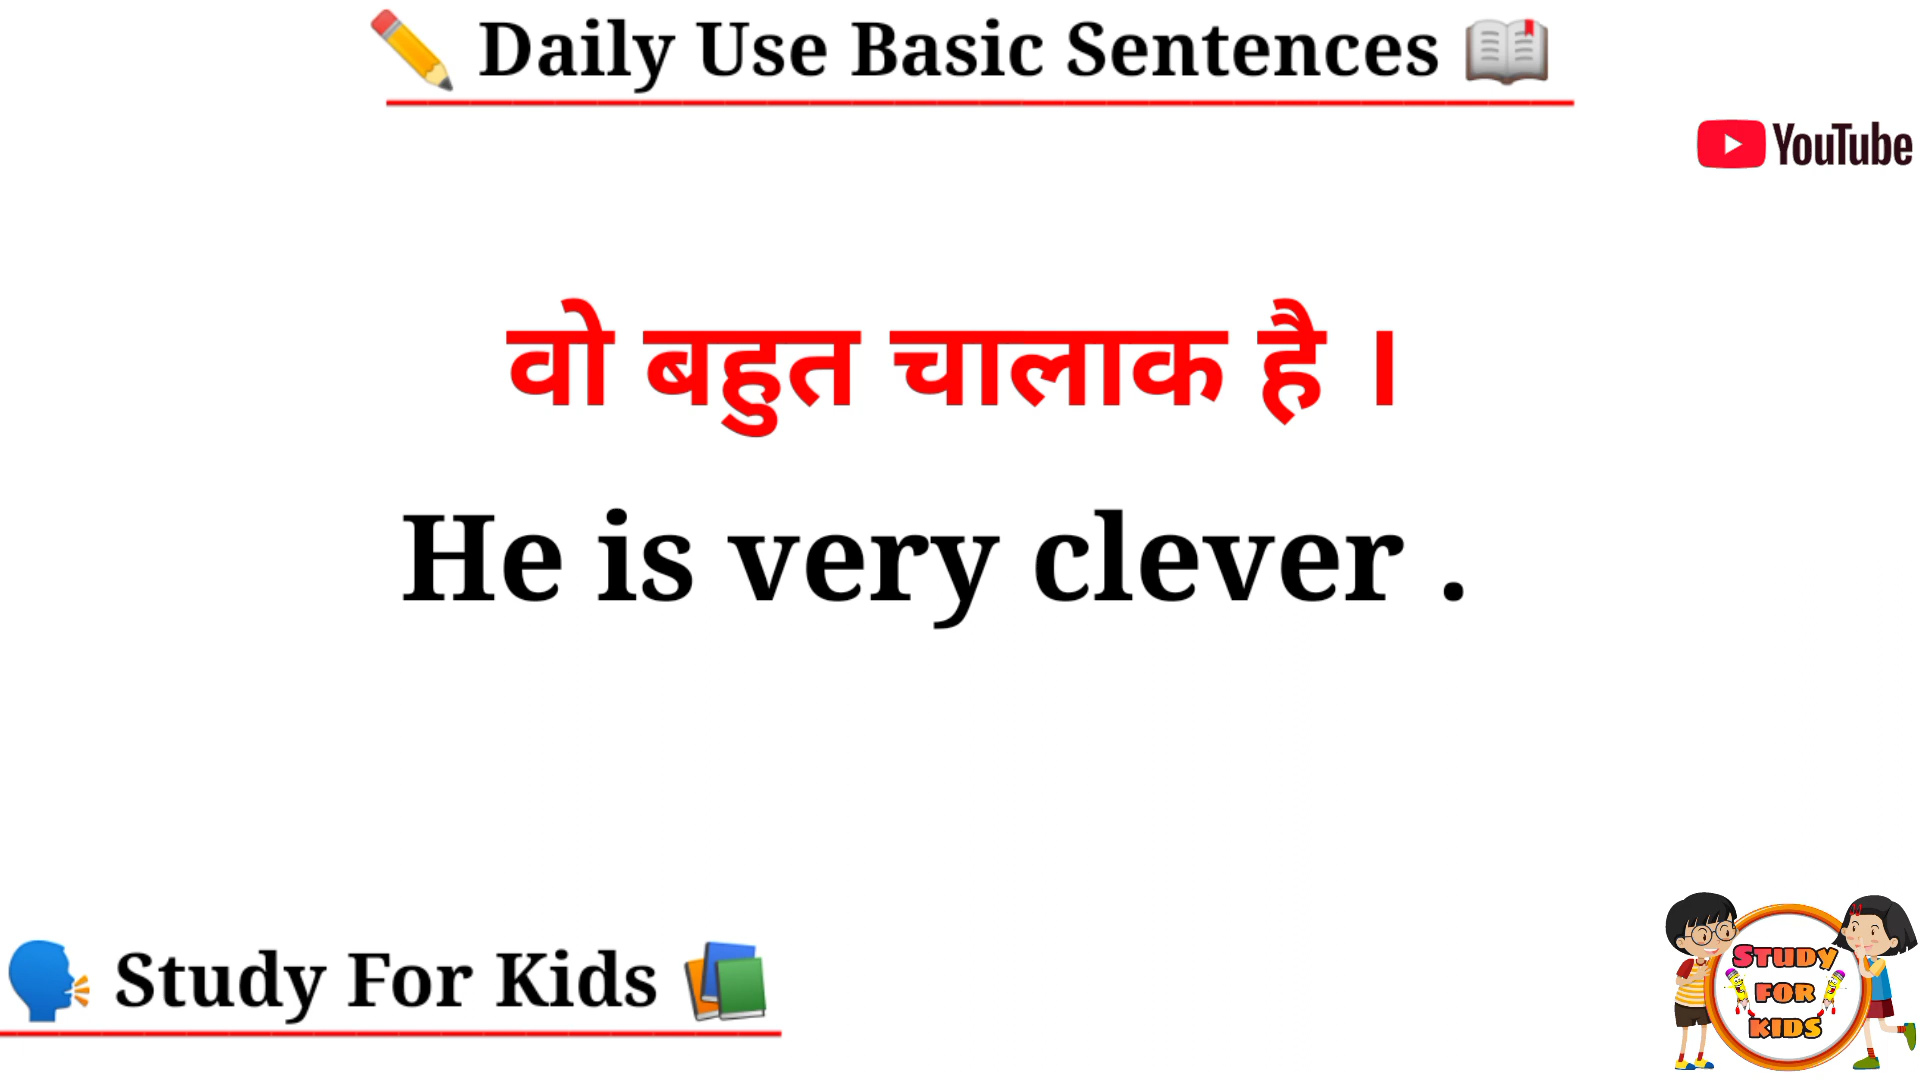 ✏️ Daily Use Basic Sentences 📖
YouTube
वो बहुत चालाक है ।
He is very clever .
🗣️ Study For Kids 📚
STUDY
FOR
KIDS